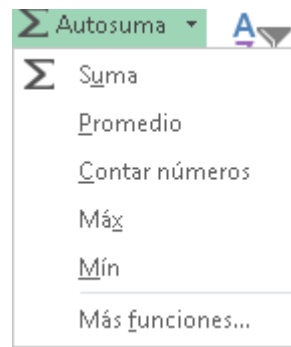 Σ Autosuma
Σ Suma
Promedio
Contar números
Máx
Mín
Más funciones...